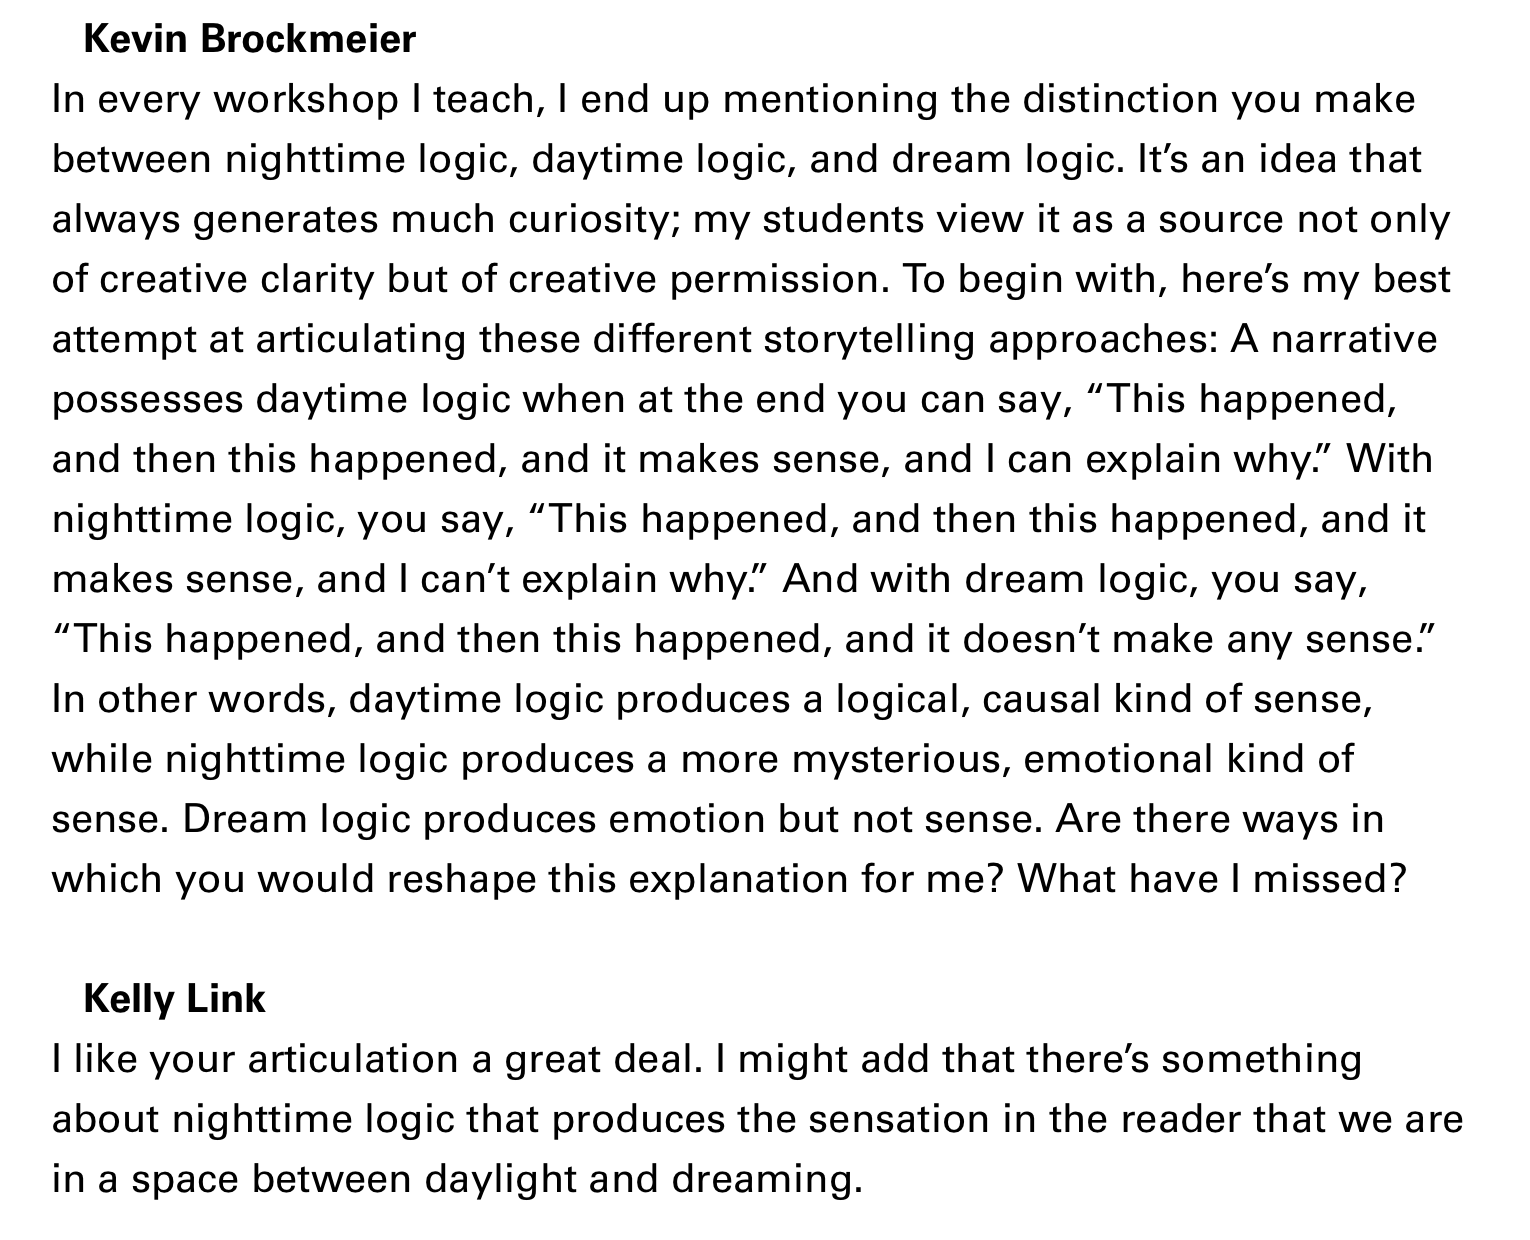 Kevin Brockmeier
In every workshop I teach, I end up mentioning the distinction you make
between nighttime logic, daytime logic, and dream logic. It’s an idea that
always generates much curiosity; my students view it as a source not only
of creative clarity but of creative permission. To begin with, here’s my best
attempt at articulating these different storytelling approaches: A narrative
possesses daytime logic when at the end you can say, “This happened,
and then this happened, and it makes sense, and I can explain why.” With
nighttime logic, you say, “This happened, and then this happened, and it
makes sense, and I can’t explain why.” And with dream logic, you say,
“This happened, and then this happened, and it doesn’t make any sense.”
In other words, daytime logic produces a logical, causal kind of sense,
while nighttime logic produces a more mysterious, emotional kind of
sense. Dream logic produces emotion but not sense. Are there ways in
which you would reshape this explanation for me? What have I missed?
Kelly Link
I like your articulation a great deal. I might add that there’s something
about nighttime logic that produces the sensation in the reader that we are
in a space between daylight and dreaming.